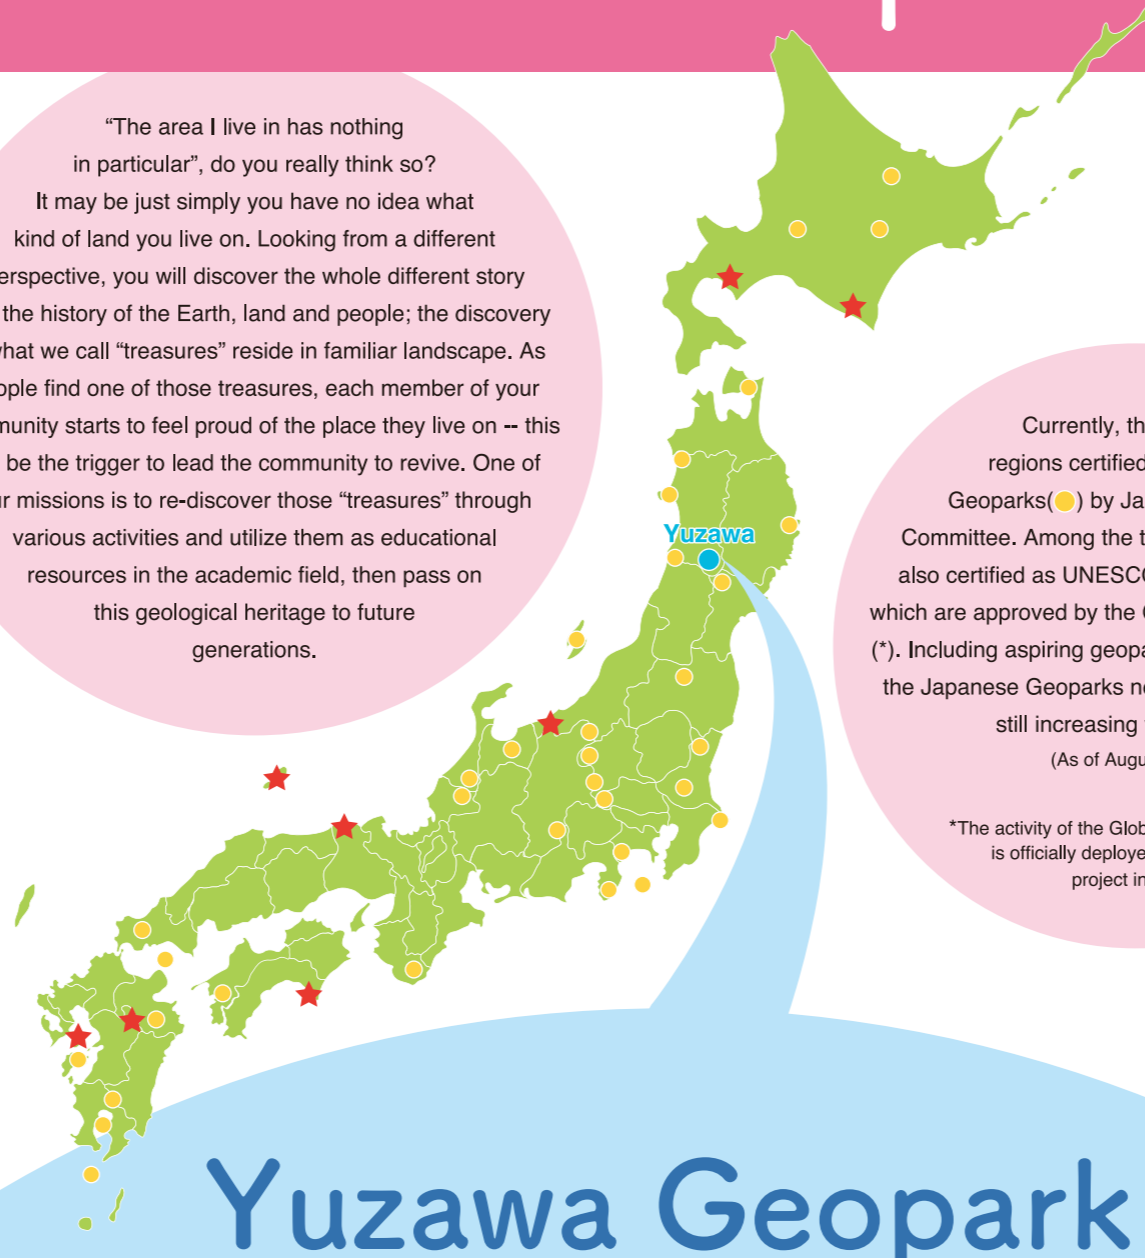 “The area I live in has nothing
in particular”, do you really think so?
It may be just simply you have no idea what
kind of land you live on. Looking from a different
erspective, you will discover the whole different story
the history of the Earth, land and people; the discovery
hat we call “treasures” reside in familiar landscape. As
ople find one of those treasures, each member of your
munity starts to feel proud of the place they live on -- this
be the trigger to lead the community to revive. One of
r missions is to re-discover those “treasures” through
various activities and utilize them as educational
resources in the academic field, then pass on
this geological heritage to future
generations.
Yuzawa
Currently, th
regions certified
Geoparks( ) by Ja
Committee. Among the t
also certified as UNESCO
which are approved by the
(*). Including aspiring geopa
the Japanese Geoparks ne
still increasing
(As of Augu
*The activity of the Glob
is officially deploye
project in
Yuzawa Geopark